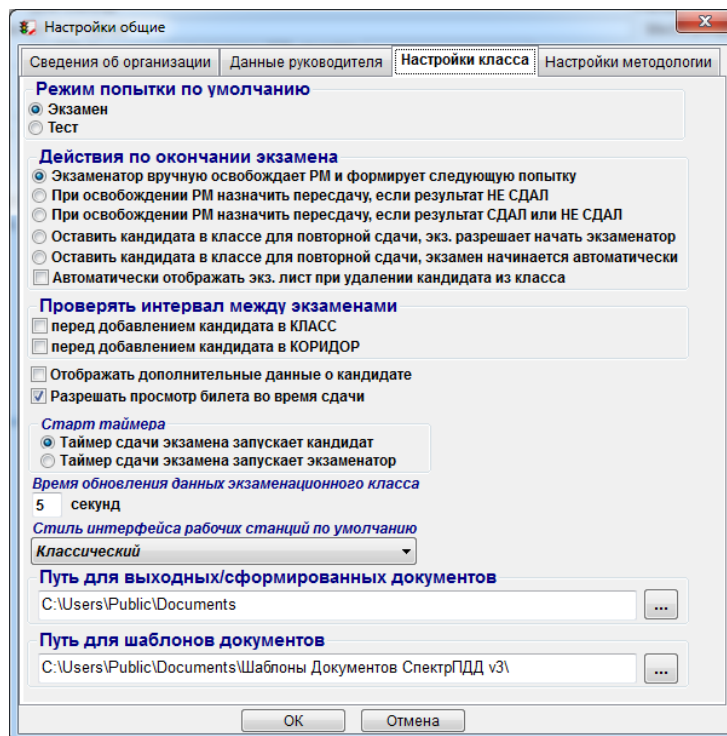 Настройки общие
Сведения об организации Данные руководителя Настройки класса Настройки методологии
Режим попытки по умолчанию
Экзамен
Тест
Действия по окончании экзамена
Экзаменатор вручную освобождает РМ и формирует следующую попытку
При освобождении РМ назначить пересдачу, если результат НЕ СДАЛ
При освобождении РМ назначить пересдачу, если результат СДАЛ или НЕ СДАЛ
Оставить кандидата в классе для повторной сдачи, экз. разрешает начать экзаменатор
Оставить кандидата в классе для повторной сдачи, экзамен начинается автоматически
Автоматически отображать экз. лист при удалении кандидата из класса
Проверять интервал между экзаменами
перед добавлением кандидата в КЛАСС
перед добавлением кандидата в КОРИДОР
Отображать дополнительные данные о кандидате
Разрешать просмотр билета во время сдачи
Старт таймера
Таймер сдачи экзамена запускает кандидат
Таймер сдачи экзамена запускает экзаменатор
Время обновления данных экзаменационного класса
5 секунд
Стиль интерфейса рабочих станций по умолчанию
Классический
Путь для выходных/сформированных документов
C:\Users\Public\Documents ...
Путь для шаблонов документов
C:\Users\Public\Documents\Шаблоны Документов СпектрПДД v3\ ...
ОК Отмена